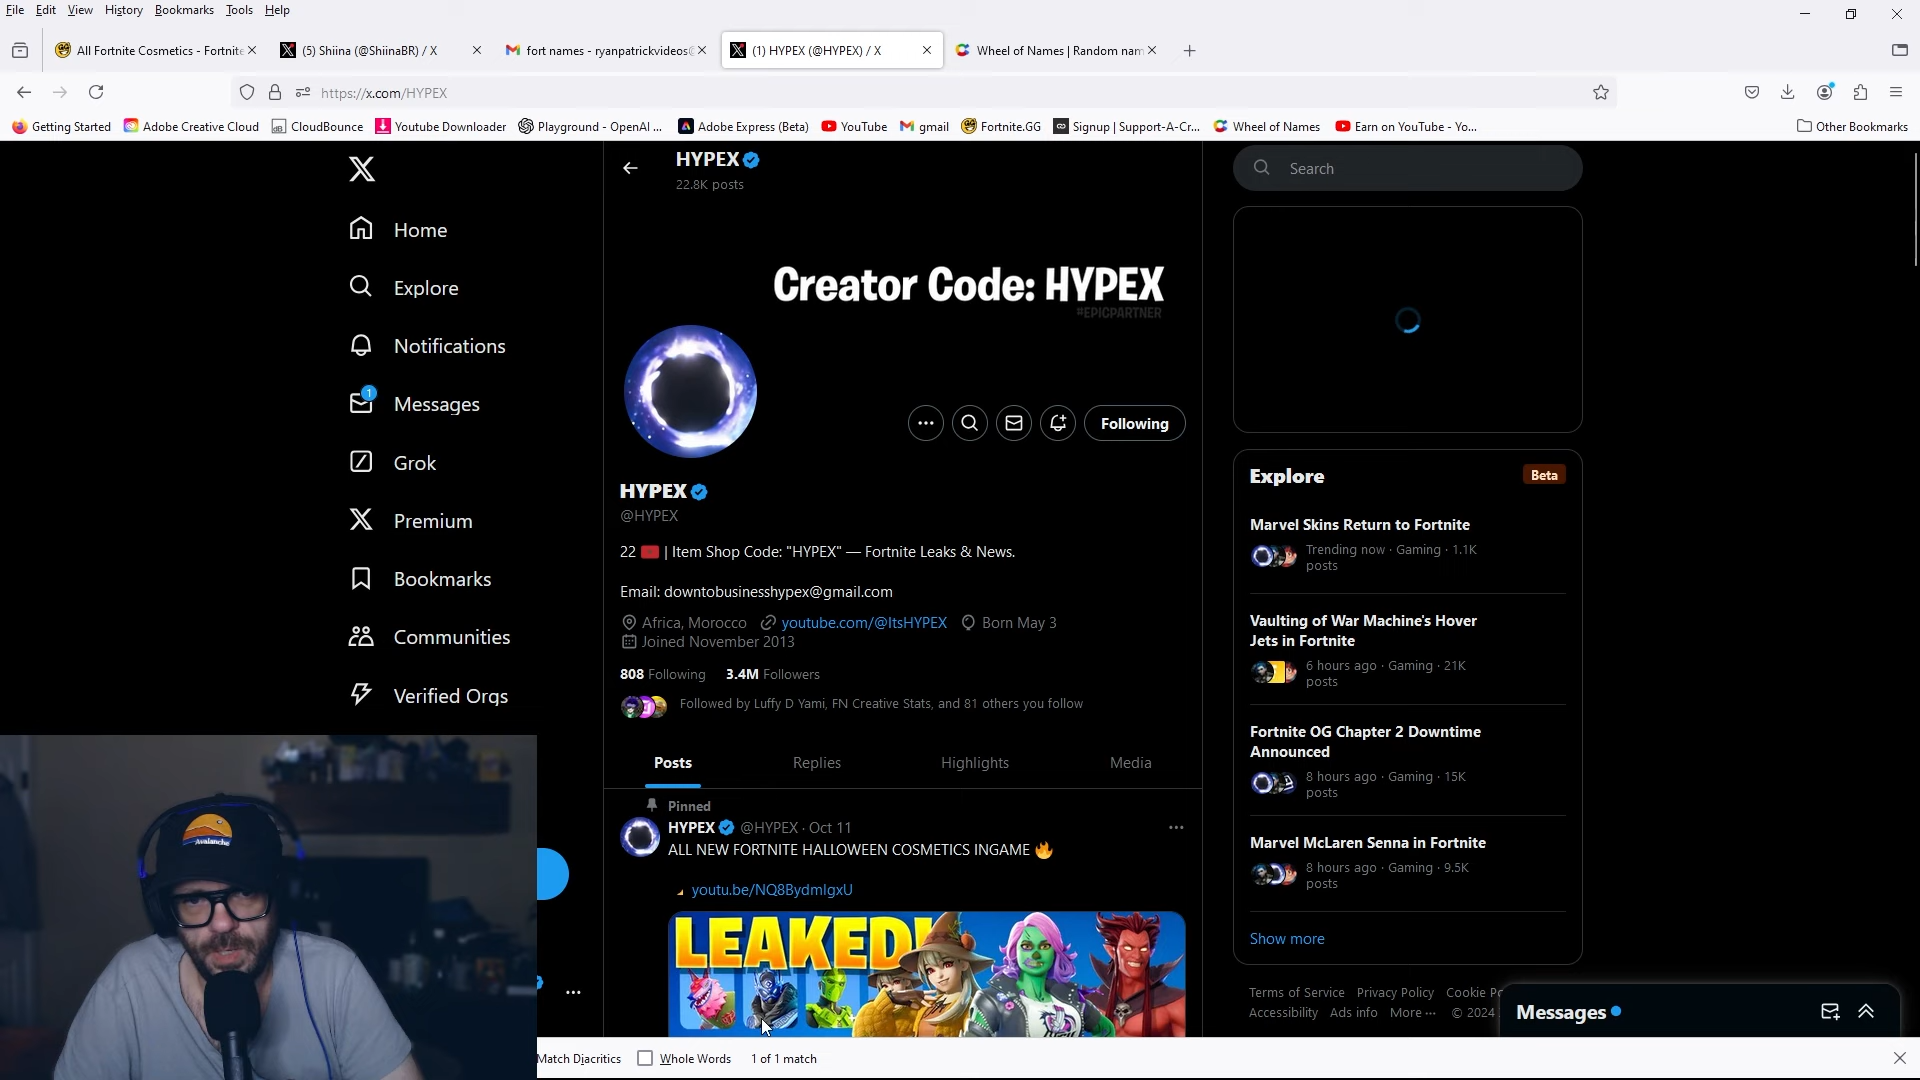 File Edit View History Bookmarks Tools Help
All Fortnite Cosmetics - Fortnite
(5) Shiina (@ShiinaBR) / X
fort names - ryanpatrickvideos@
(1) HYPEX (@HYPEX) / X
Wheel of Names | Random nam
https://x.com/HYPEX
Getting Started
Adobe Creative Cloud
CloudBounce
Youtube Downloader
Playground - OpenAI ...
Adobe Express (Beta)
YouTube
gmail
Fortnite.GG
Signup | Support-A-Cr...
Wheel of Names
Earn on YouTube - Yo...
Other Bookmarks
Home
Explore
Notifications
1
Messages
Grok
Premium
Bookmarks
Communities
Verified Orgs
HYPEX
22.8K posts
Creator Code: HYPEX
#EPICPARTNER
Following
HYPEX
@HYPEX
22 | Item Shop Code: "HYPEX" — Fortnite Leaks & News.
Email: downtobusinesshypex@gmail.com
Africa, Morocco youtube.com/@ItsHYPEX Born May 3
Joined November 2013
808 Following 3.4M Followers
Followed by Luffy D Yami, FN Creative Stats, and 81 others you follow
Posts Replies Highlights Media
Pinned
HYPEX @HYPEX · Oct 11
ALL NEW FORTNITE HALLOWEEN COSMETICS INGAME 🔥
youtu.be/NQ8BydmIgxU
LEAKED!
Search
Explore Beta
Marvel Skins Return to Fortnite
Trending now · Gaming · 1.1K
posts
Vaulting of War Machine's Hover
Jets in Fortnite
6 hours ago · Gaming · 21K
posts
Fortnite OG Chapter 2 Downtime
Announced
8 hours ago · Gaming · 15K
posts
Marvel McLaren Senna in Fortnite
8 hours ago · Gaming · 9.5K
posts
Show more
Terms of Service Privacy Policy Cookie Po
Accessibility Ads info More ··· © 2024
Messages
Avalanche
Match Diacritics Whole Words 1 of 1 match